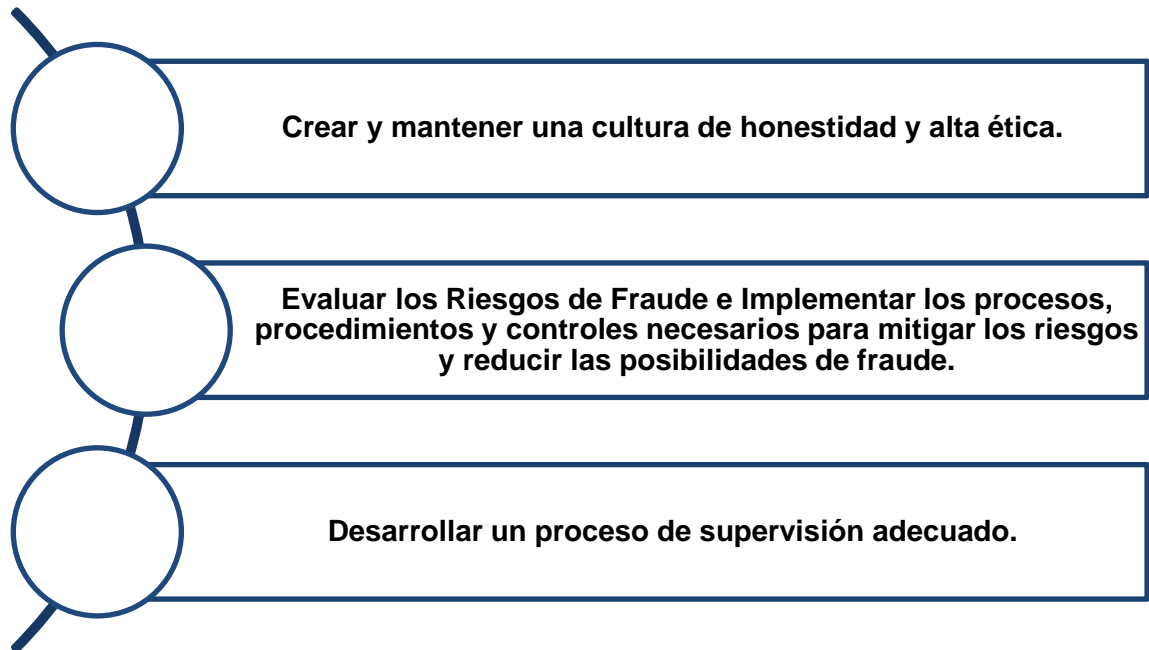 Crear y mantener una cultura de honestidad y alta ética.
Evaluar los Riesgos de Fraude e Implementar los procesos,
procedimientos y controles necesarios para mitigar los riesgos
y reducir las posibilidades de fraude.
Desarrollar un proceso de supervisión adecuado.